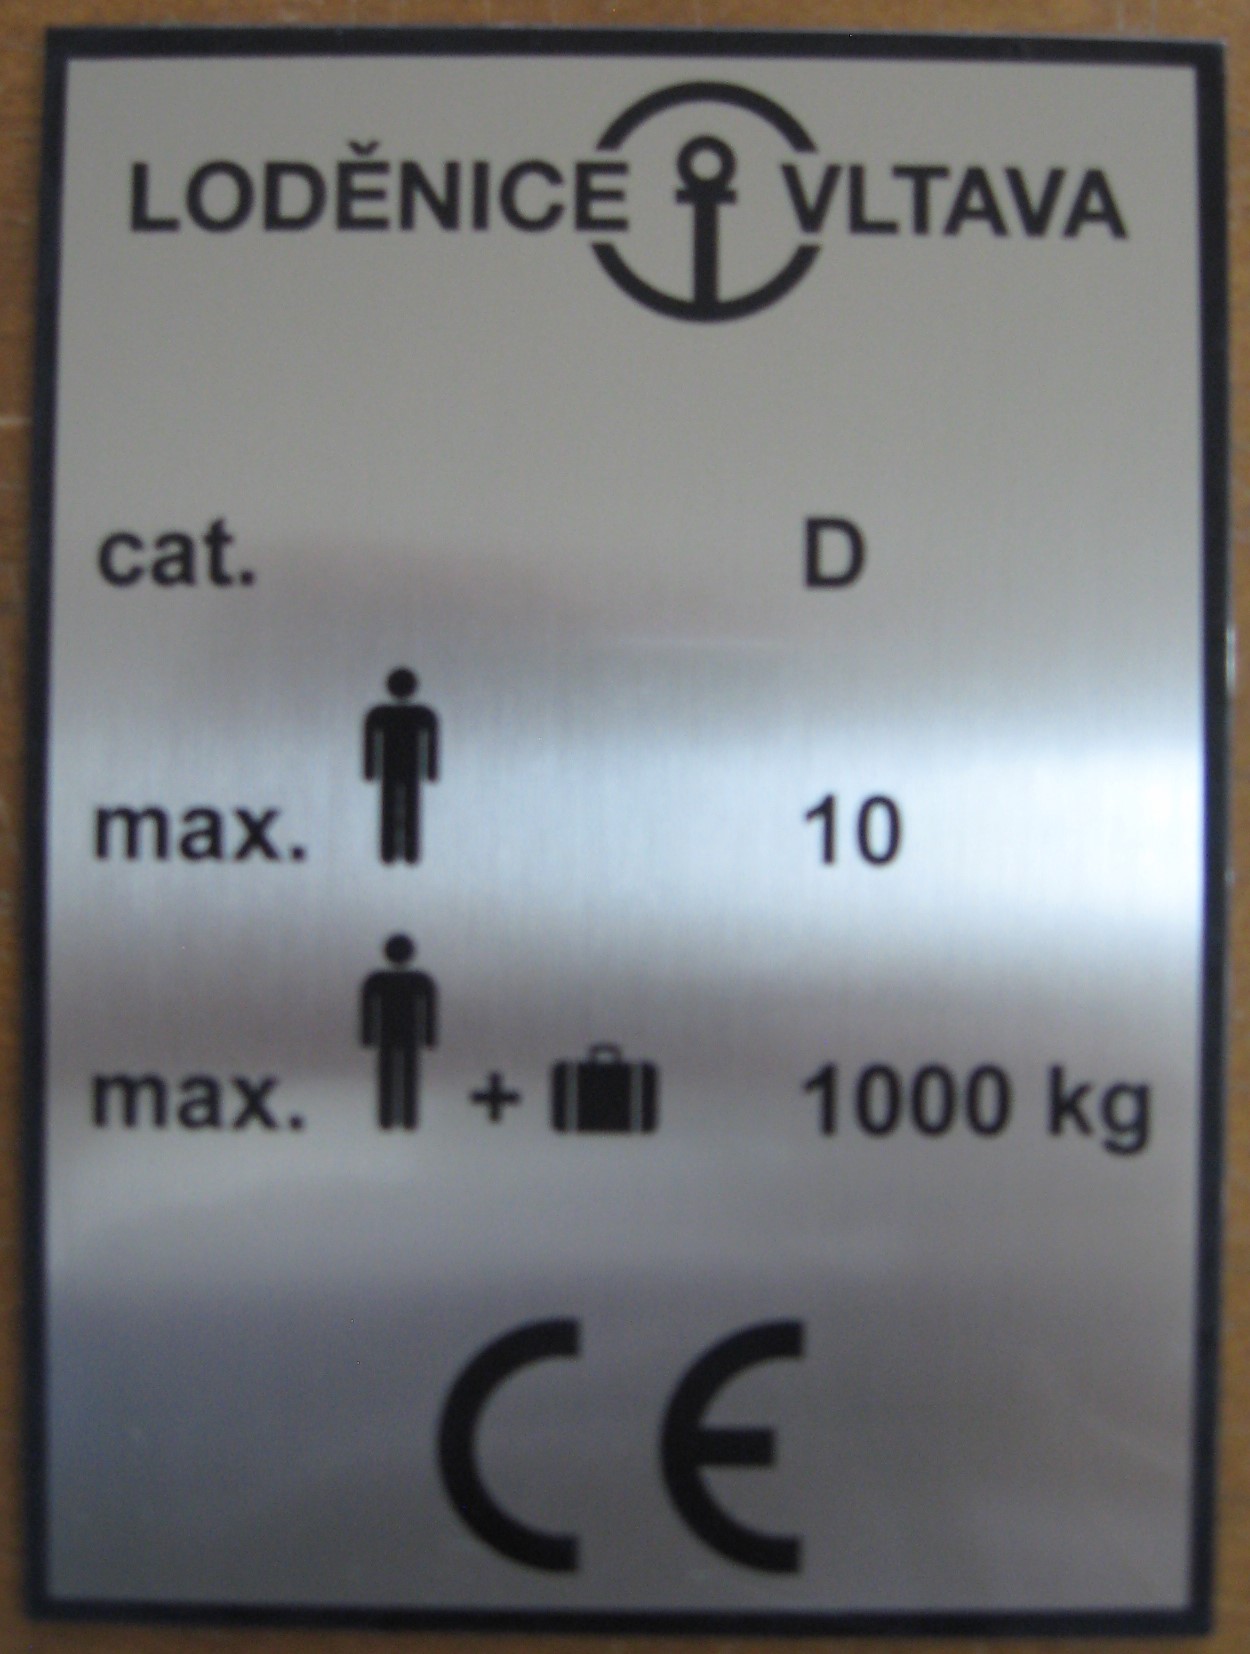 LODĚNICE VLTAVA
cat. D
max. 10
max. + 1000 kg
CE